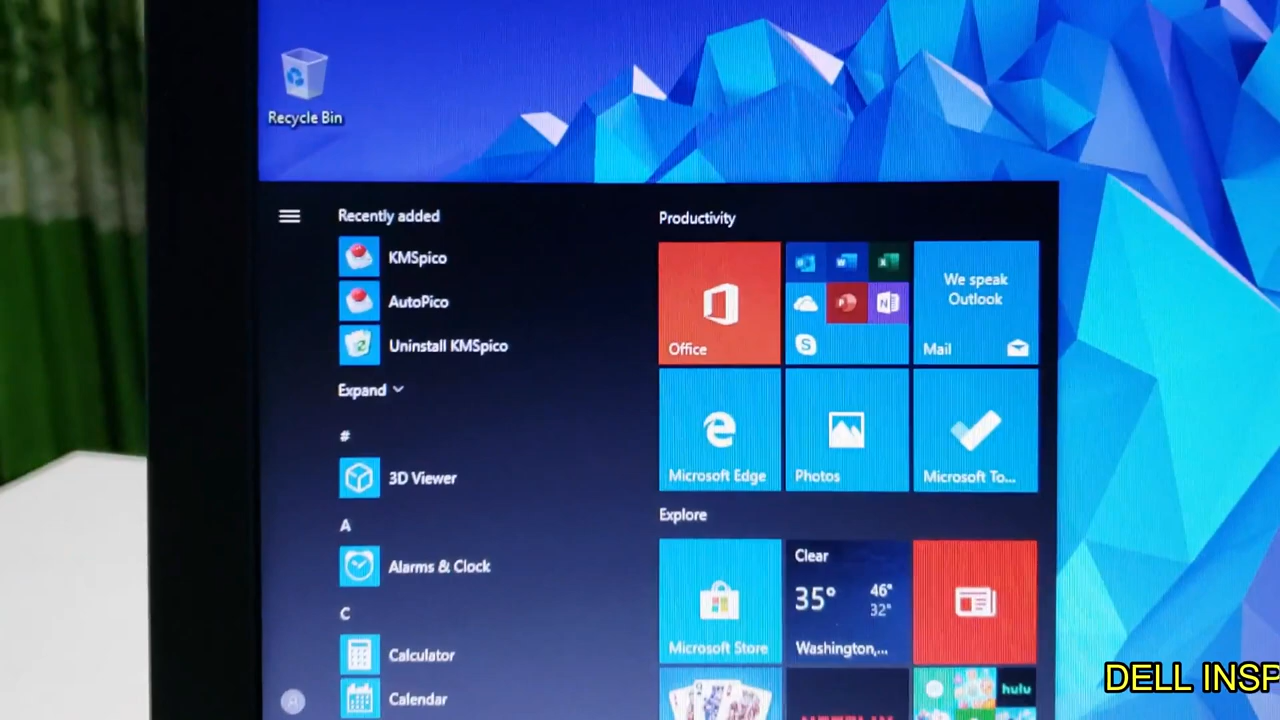 Recycle Bin
Recently added
KMSpico
AutoPico
Uninstall KMSpico
Expand
#
3D Viewer
A
Alarms & Clock
C
Calculator
Calendar
Productivity
Office
We speak
Outlook
Mail
Microsoft Edge
Photos
Microsoft To...
Explore
Microsoft Store
Clear
35°
46°
32°
Washington,...
NETFLIX
hulu
DELL INSP